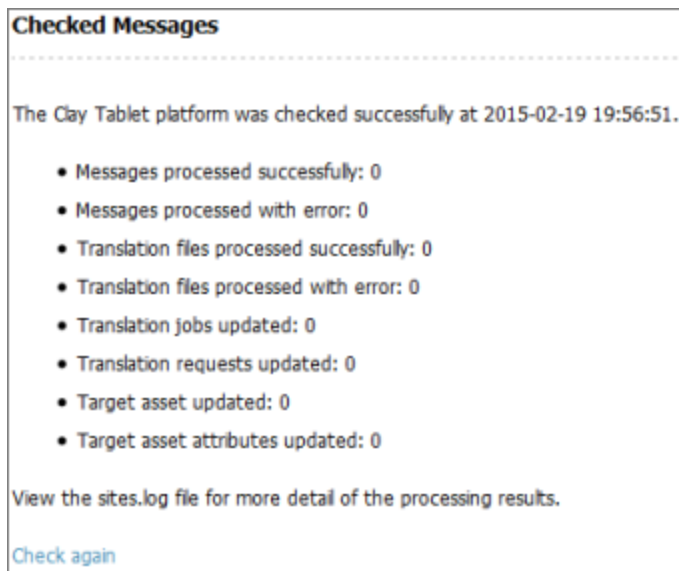 Checked Messages
The Clay Tablet platform was checked successfully at 2015-02-19 19:56:51.
• Messages processed successfully: 0
• Messages processed with error: 0
• Translation files processed successfully: 0
• Translation files processed with error: 0
• Translation jobs updated: 0
• Translation requests updated: 0
• Target asset updated: 0
• Target asset attributes updated: 0
View the sites.log file for more detail of the processing results.
Check again